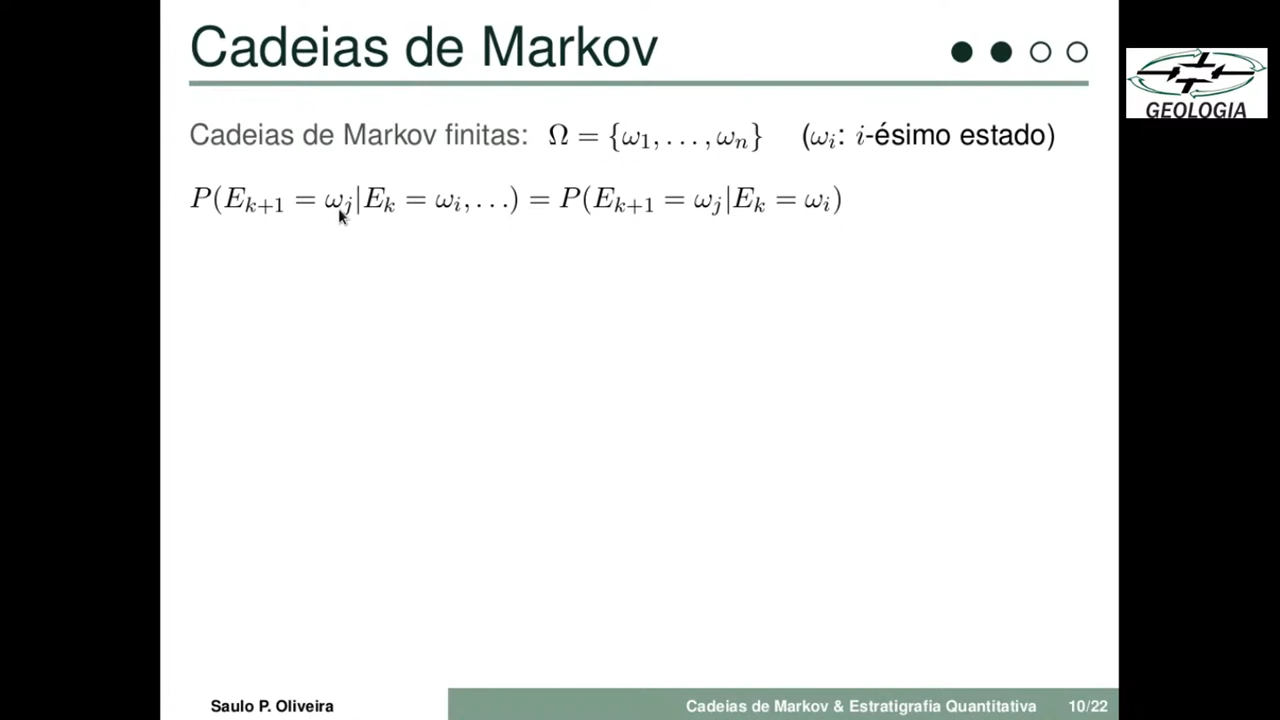 Cadeias de Markov
GEOLOGIA
Cadeias de Markov finitas: Ω = {ω₁, . . . , ωₙ} (ωᵢ: i-ésimo estado)
P(Eₖ₊₁ = ωⱼ|Eₖ = ωᵢ, . . .) = P(Eₖ₊₁ = ωⱼ|Eₖ = ωᵢ)
Saulo P. Oliveira
Cadeias de Markov & Estratigrafia Quantitativa 10/22